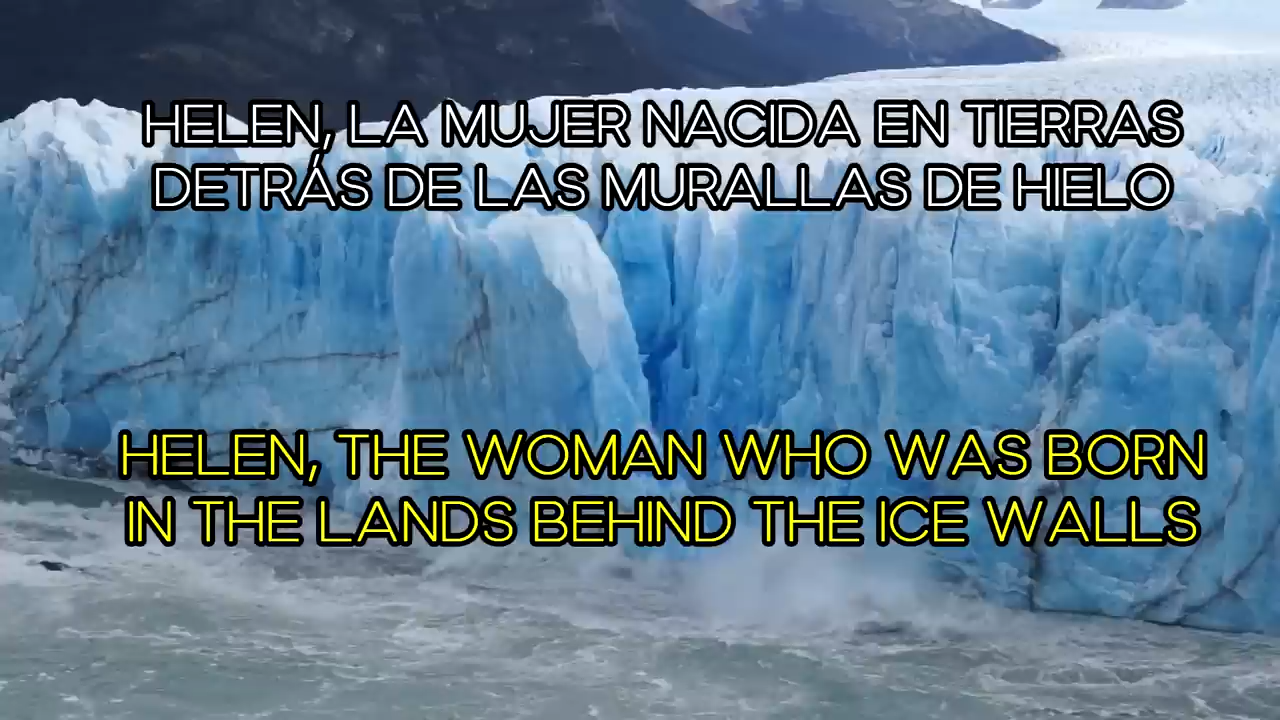 HELEN, LA MUJER NACIDA EN TIERRAS
DETRÁS DE LAS MURALLAS DE HIELO
HELEN, THE WOMAN WHO WAS BORN
IN THE LANDS BEHIND THE ICE WALLS